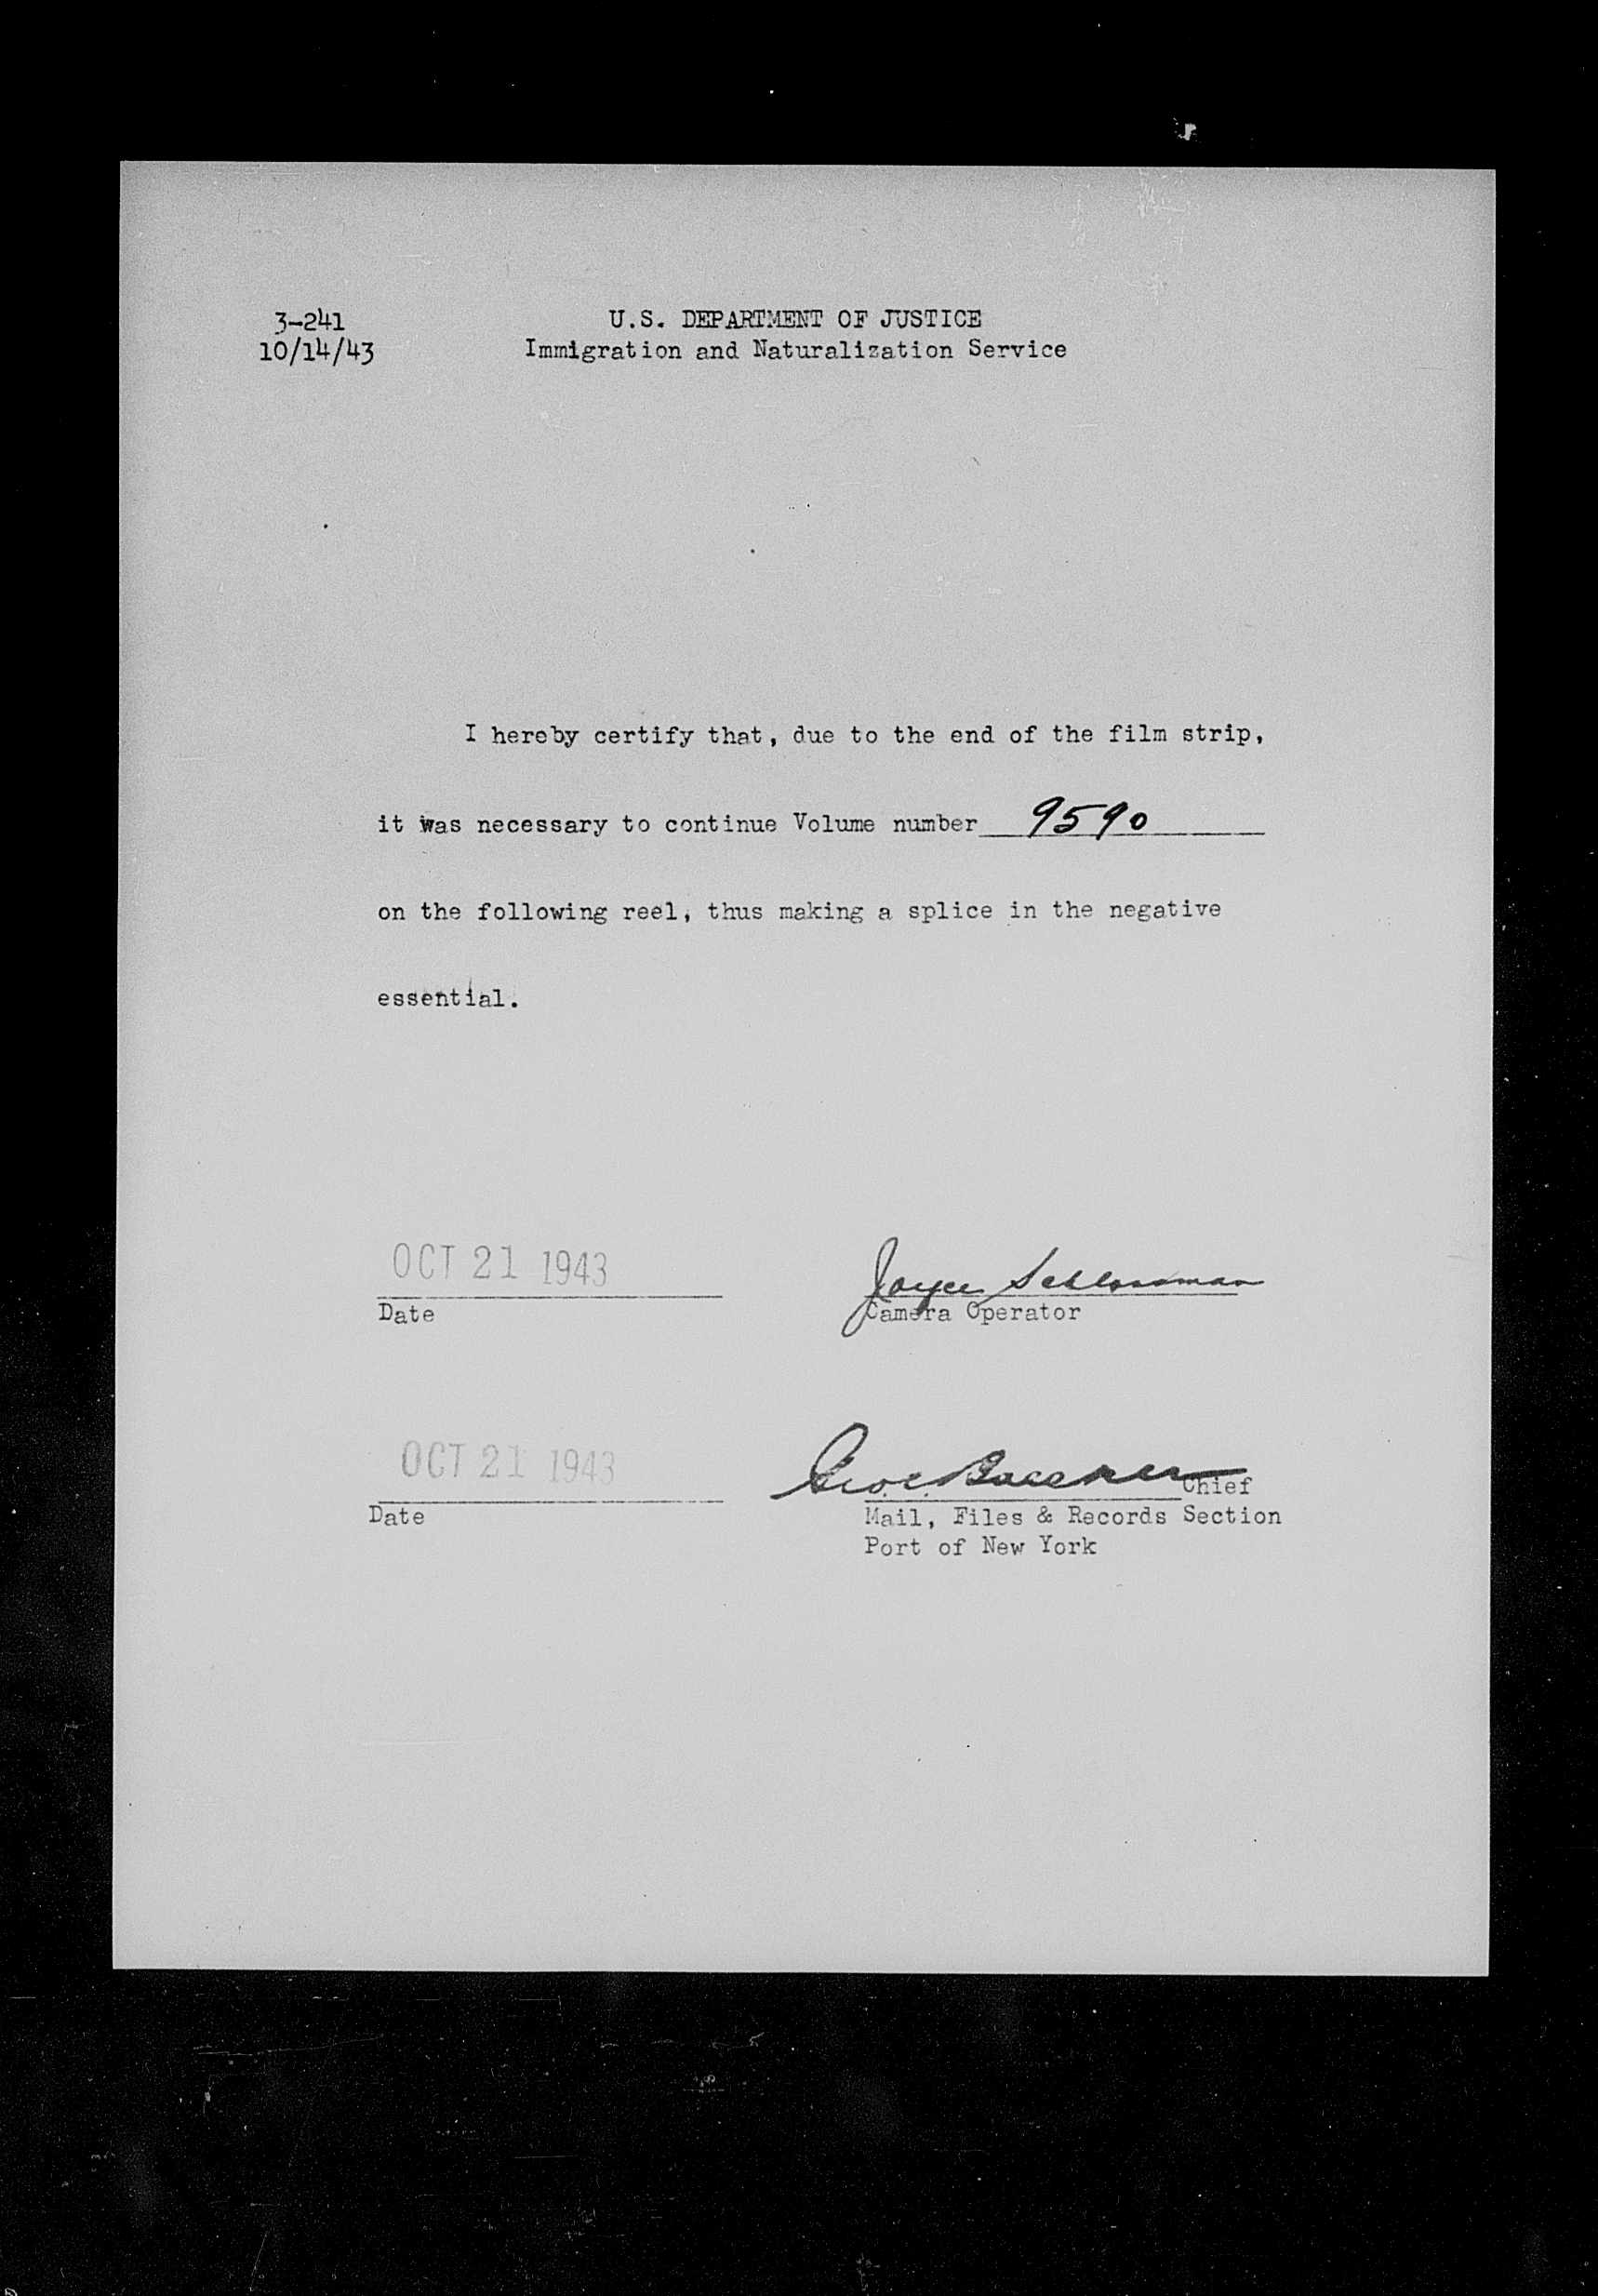 3-241
10/14/43
U.S. DEPARTMENT OF JUSTICE
Immigration and Naturalization Service
I hereby certify that, due to the end of the film strip,
it was necessary to continue Volume number 9590
on the following reel, thus making a splice in the negative
essential.
OCT 21 1943
Date
Joyce Schlossman
Camera Operator
OCT 21 1943
Date
Geo. Chief
Mail, Files & Records Section
Port of New York